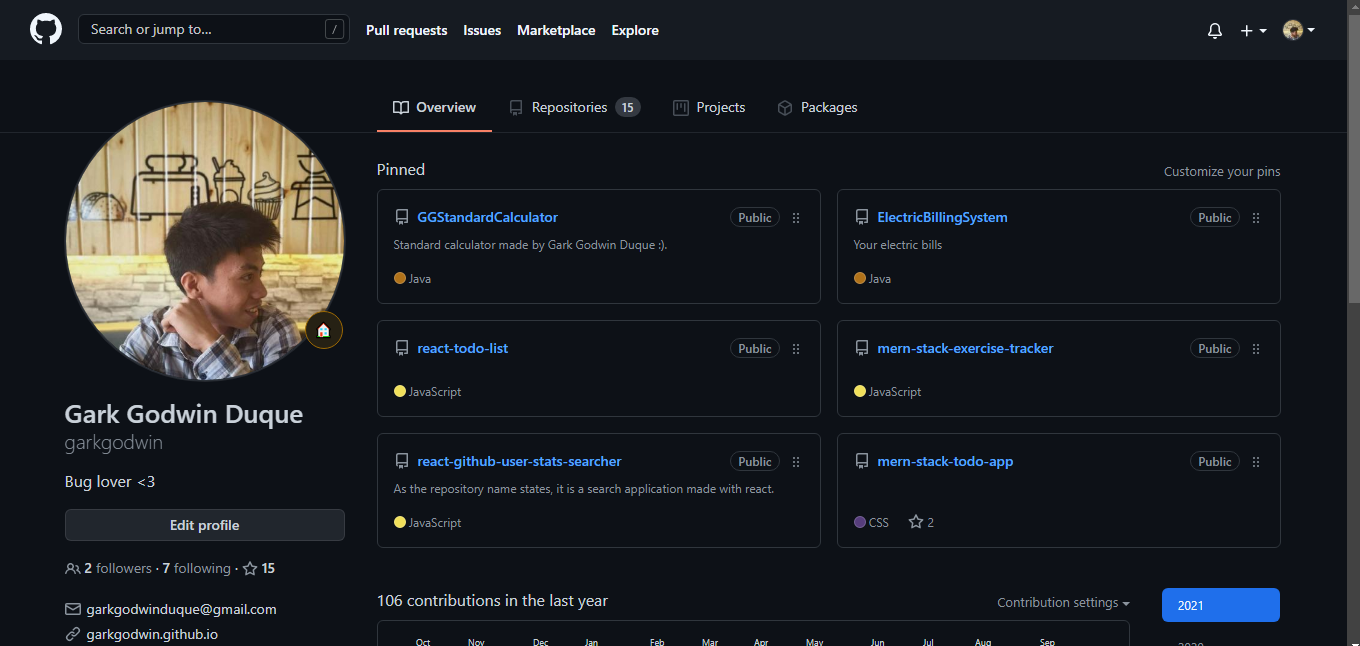 Search or jump to... /
Pull requests
Issues
Marketplace
Explore
Overview
Repositories 15
Projects
Packages
Gark Godwin Duque
garkgodwin
Bug lover <3
Edit profile
2 followers · 7 following · 15
garkgodwinduque@gmail.com
garkgodwin.github.io
Pinned
Customize your pins
GGStandardCalculator Public
Standard calculator made by Gark Godwin Duque :).
Java
ElectricBillingSystem Public
Your electric bills
Java
react-todo-list Public
JavaScript
mern-stack-exercise-tracker Public
JavaScript
react-github-user-stats-searcher Public
As the repository name states, it is a search application made with react.
JavaScript
mern-stack-todo-app Public
CSS 2
106 contributions in the last year
Contribution settings
2021
Oct Nov Dec Jan Feb Mar Apr May Jun Jul Aug Sep